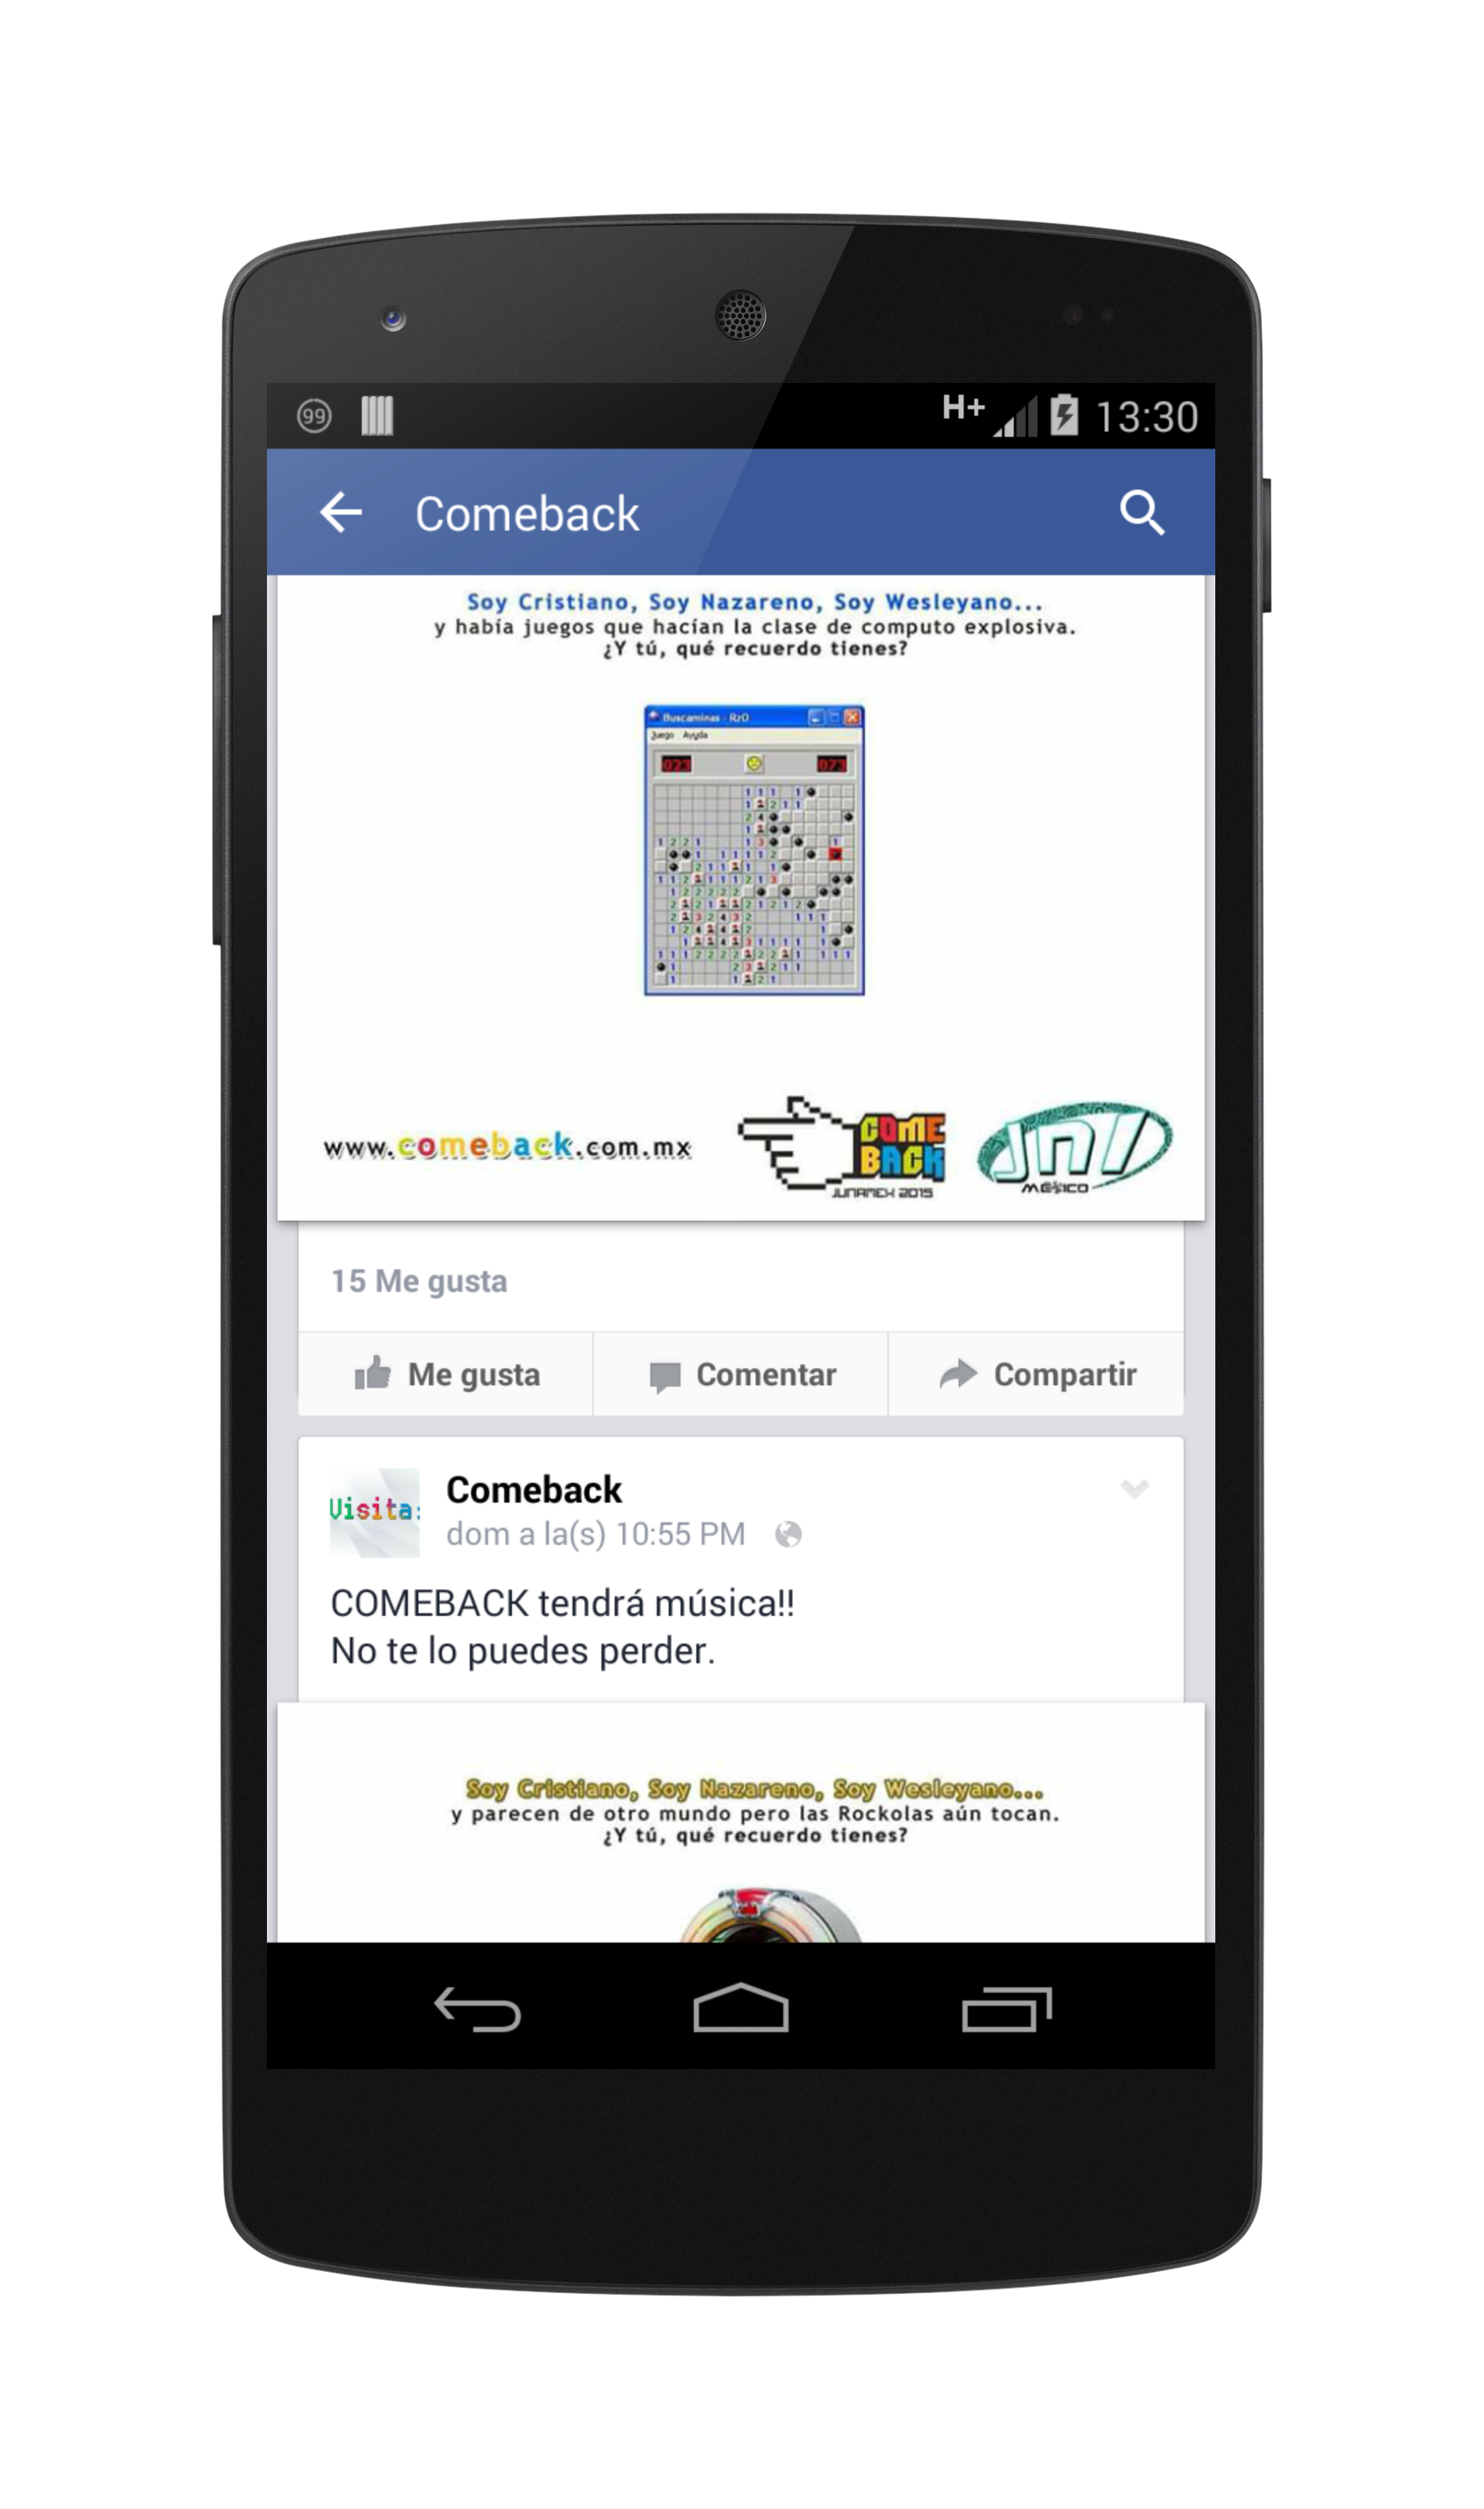 99
H+ 13:30
Comeback
Soy Cristiano, Soy Nazareno, Soy Wesleyano...
y había juegos que hacían la clase de computo explosiva.
¿Y tú, qué recuerdo tienes?
Buscaminas - RzO
Juego Ayuda
023 073
www.comeback.com.mx
COME
BACK
JUNAMEX 2015
JNI
MÉXICO
15 Me gusta
Me gusta Comentar Compartir
Visita:
Comeback
dom a la(s) 10:55 PM
COMEBACK tendrá música!!
No te lo puedes perder.
Soy Cristiano, Soy Nazareno, Soy Wesleyano...
y parecen de otro mundo pero las Rockolas aún tocan.
¿Y tú, qué recuerdo tienes?